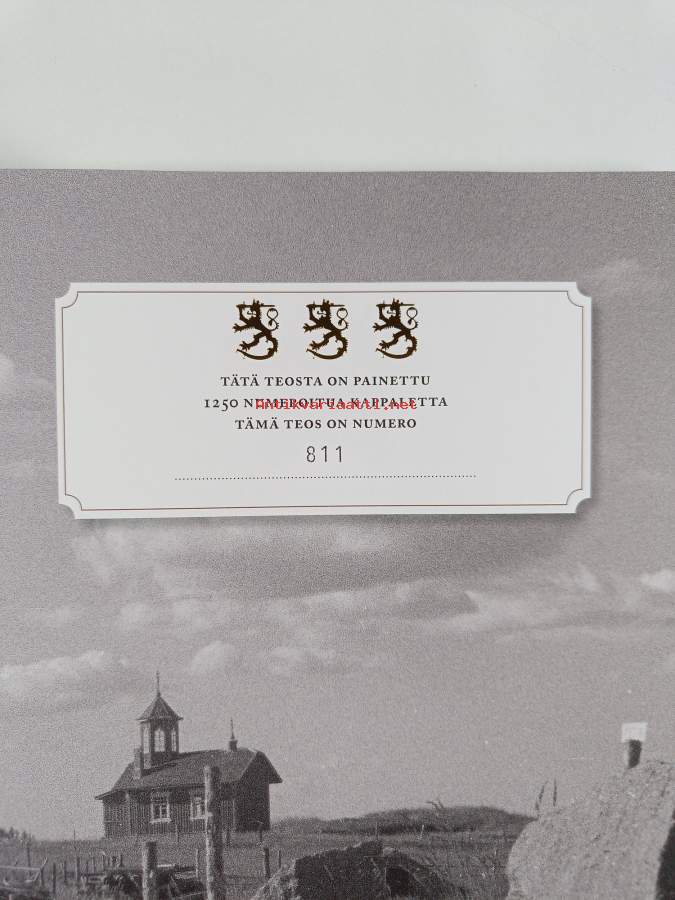 TÄTÄ TEOSTA ON PAINETTU
1250 NUMEROITUA KAPPALETTA
Antikvariaatti.net
TÄMÄ TEOS ON NUMERO
811